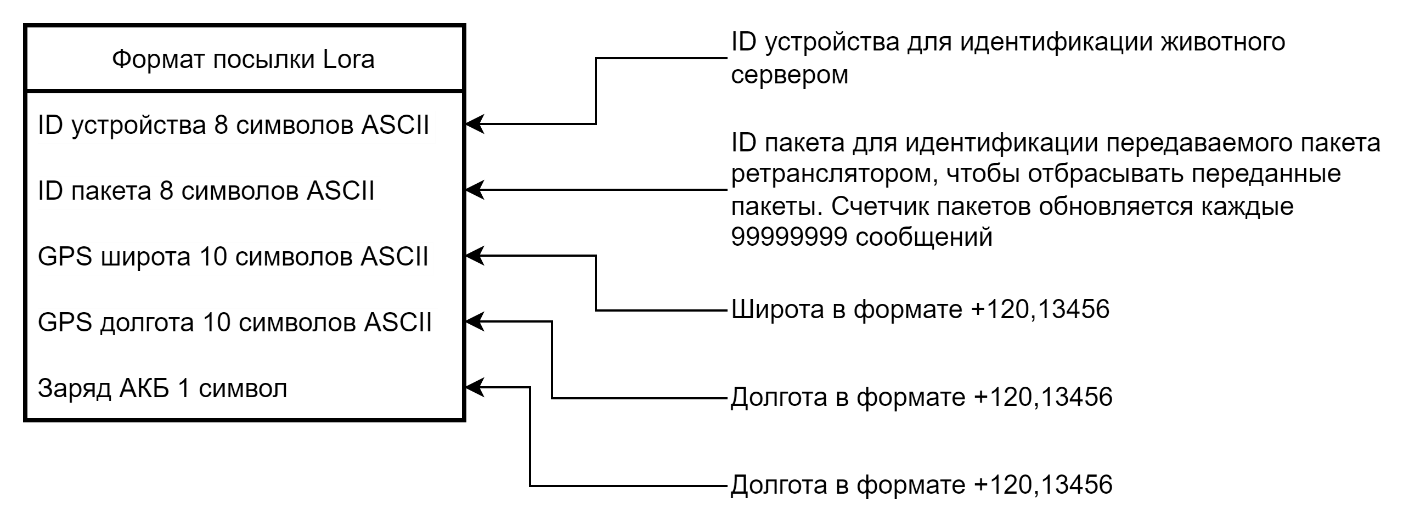 Формат посылки Lora
ID устройства 8 символов ASCII
ID пакета 8 символов ASCII
GPS широта 10 символов ASCII
GPS долгота 10 символов ASCII
Заряд АКБ 1 символ
ID устройства для идентификации животного
сервером
ID пакета для идентификации передаваемого пакета
ретранслятором, чтобы отбрасывать переданные
пакеты. Счетчик пакетов обновляется каждые
99999999 сообщений
Широта в формате +120,13456
Долгота в формате +120,13456
Долгота в формате +120,13456